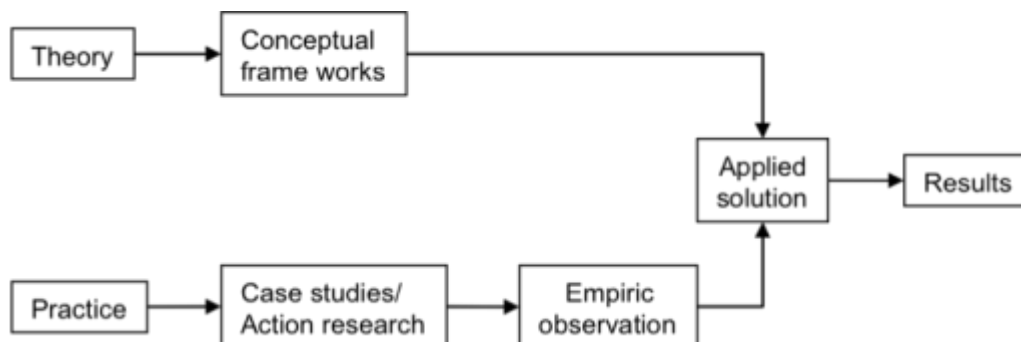 Theory
Conceptual
frame works
Applied
solution
Results
Practice
Case studies/
Action research
Empiric
observation